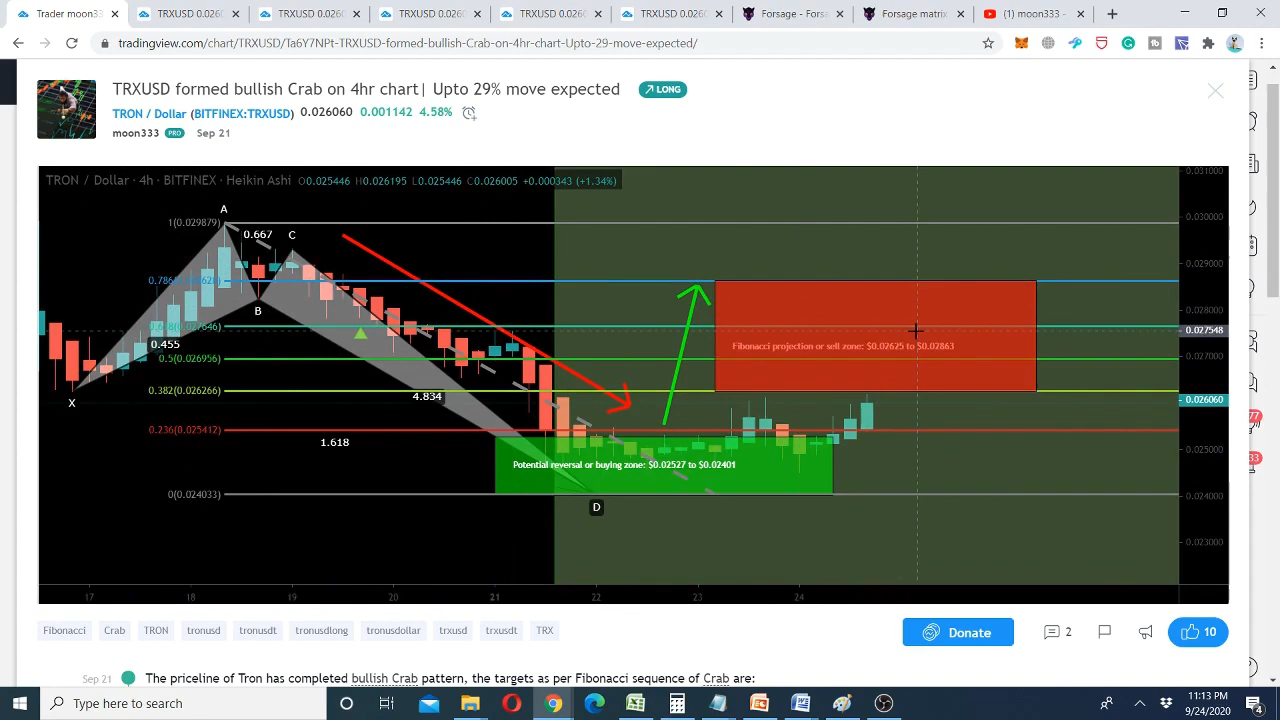 TRXUSD 0.026
TRXUSD 0.026
TRXUSD 0.026
TRXUSD 0.026
TRXUSD 0.026
TRXUSD 0.026
Forsage - Forse
Forsage matrix
(1) moon333 -
tradingview.com/chart/TRXUSD/Ta6Y7NPt-TRXUSD-formed-bullish-Crab-on-4hr-chart-Upto-29-move-expected/
TRXUSD formed bullish Crab on 4hr chart| Upto 29% move expected
LONG
TRON / Dollar (BITFINEX:TRXUSD) 0.026060 0.001142 4.58%
moon333 PRO Sep 21
TRON / Dollar · 4h · BITFINEX · Heikin Ashi O0.025446 H0.026195 L0.025446 C0.026005 +0.000343 (+1.34%)
0.031000
A
1(0.029879)
0.030000
0.667
C
0.029000
B
0.028000
0.027548
0.455
Fibonacci projection or sell zone: $0.02625 to $0.02863
0.5(0.026956)
0.027000
0.382(0.026266)
X
4.834
0.026060
0.236(0.025412)
1.618
0.025000
Potential reversal or buying zone: $0.02527 to $0.02401
0(0.024033)
0.024000
D
0.023000
17
18
19
20
21
22
23
24
Fibonacci
Crab
TRON
tronusd
tronusdt
tronusdlong
tronusdollar
trxusd
trxusdt
TRX
Donate
2
10
77
33
Sep 21
The priceline of Tron has completed bullish Crab pattern, the targets as per Fibonacci sequence of Crab are:
Type here to search
11:13 PM
9/24/2020
4